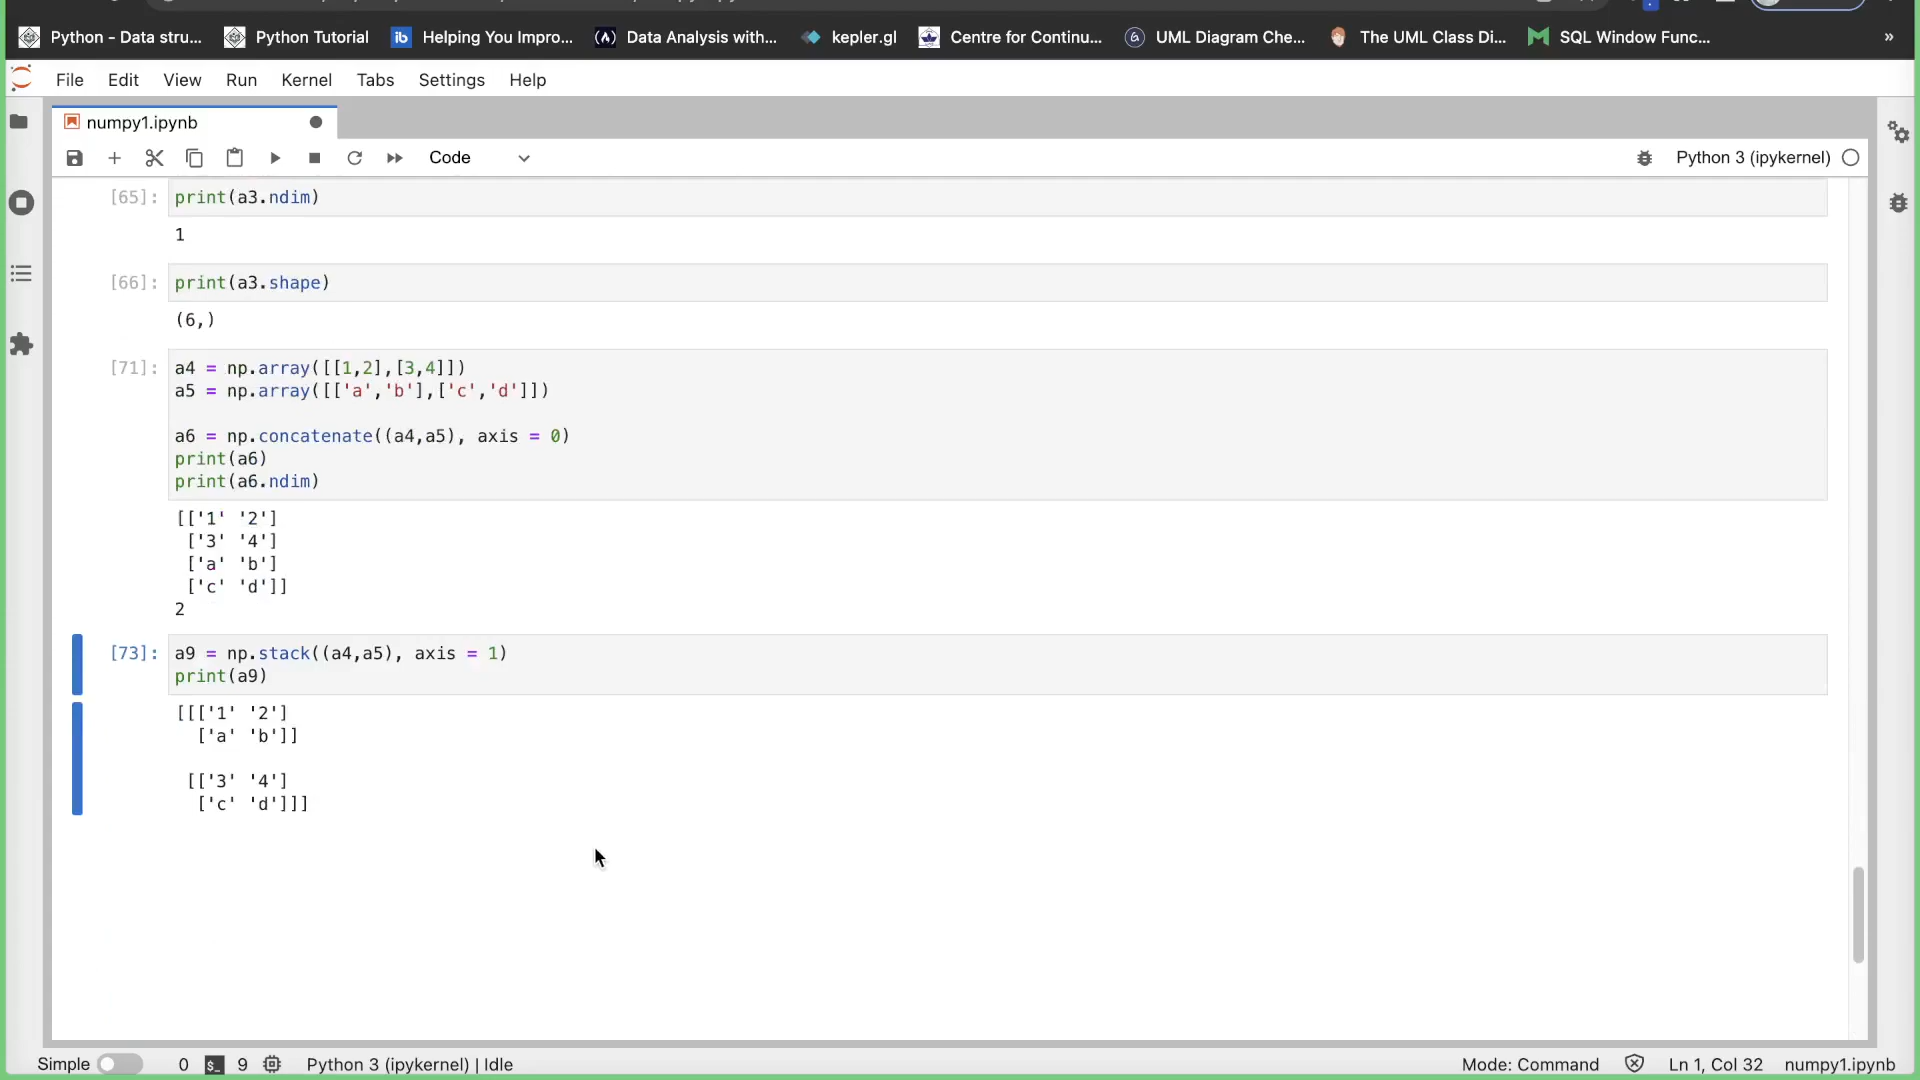 Python - Data stru...
Python Tutorial
ib
Helping You Impro...
(A)
Data Analysis with...
kepler.gl
Centre for Continu...
UML Diagram Che...
The UML Class Di...
SQL Window Func...
»
File Edit View Run Kernel Tabs Settings Help
numpy1.ipynb
Code
Python 3 (ipykernel)
[65]: print(a3.ndim)
1
[66]: print(a3.shape)
(6,)
[71]: a4 = np.array([[1,2],[3,4]])
a5 = np.array([['a','b'],['c','d']])
a6 = np.concatenate((a4,a5), axis = 0)
print(a6)
print(a6.ndim)
[['1' '2']
['3' '4']
['a' 'b']
['c' 'd']]
2
[73]: a9 = np.stack((a4,a5), axis = 1)
print(a9)
[[['1' '2']
['a' 'b']]
[['3' '4']
['c' 'd']]]
Simple 0 $_ 9 Python 3 (ipykernel) | Idle
Mode: Command Ln 1, Col 32 numpy1.ipynb